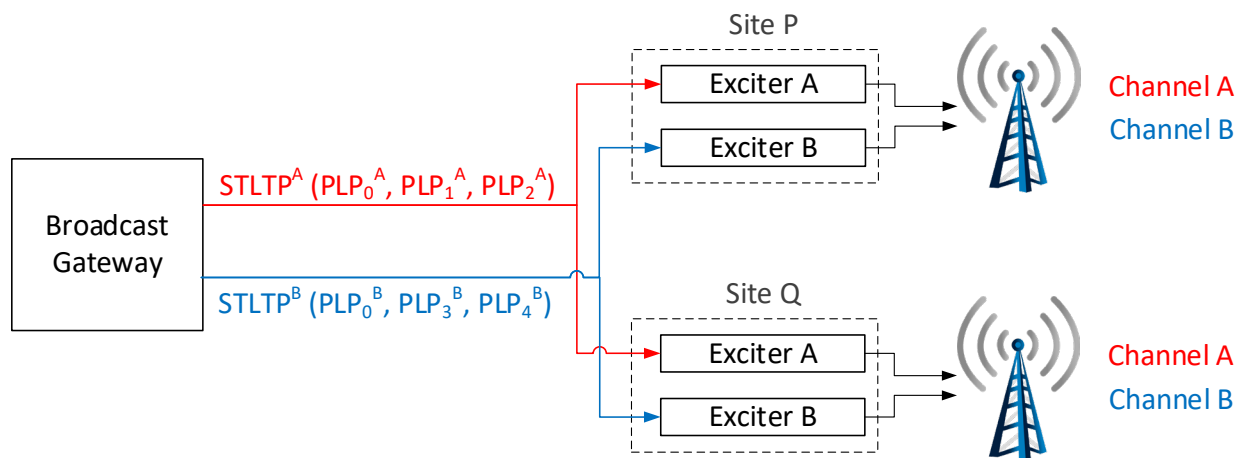 Site P
Exciter A
Exciter B
Channel A
Channel B
Broadcast
Gateway
STLTP^A (PLP_0^A, PLP_1^A, PLP_2^A)
STLTP^B (PLP_0^B, PLP_3^B, PLP_4^B)
Site Q
Exciter A
Exciter B
Channel A
Channel B